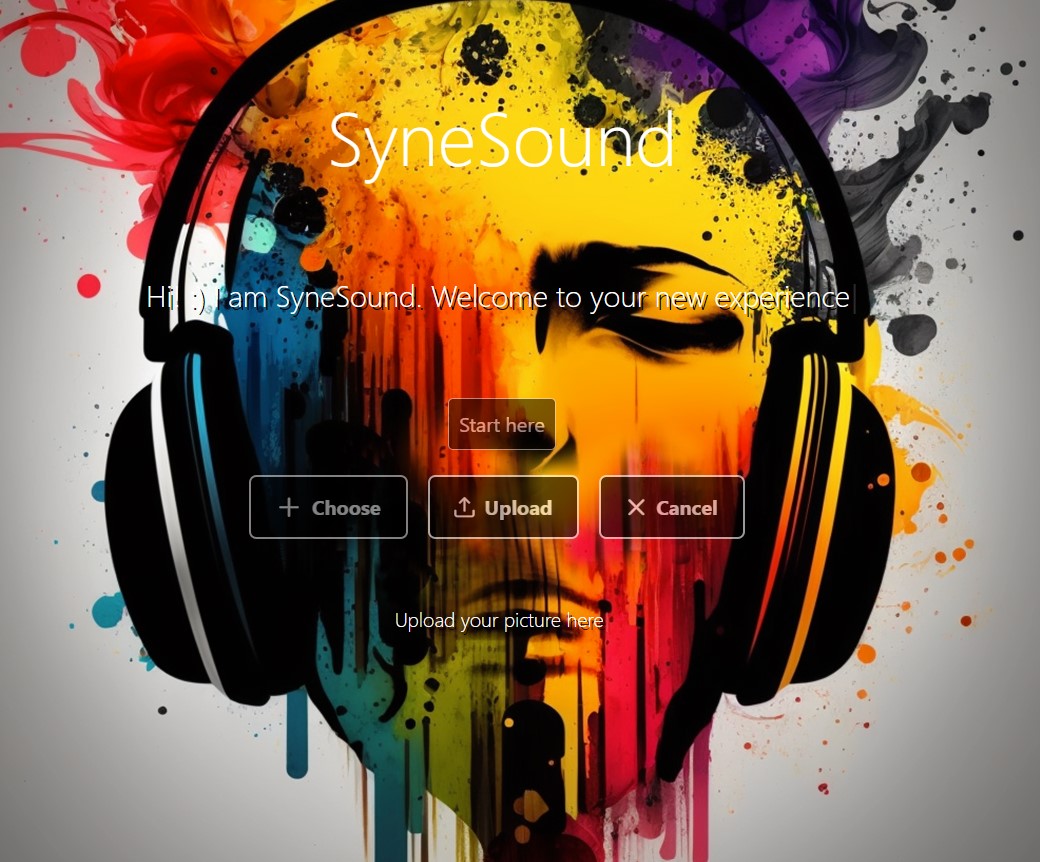 SyneSound
Hi! :) I am SyneSound. Welcome to your new experience
Start here
Choose
Upload
Cancel
Upload your picture here